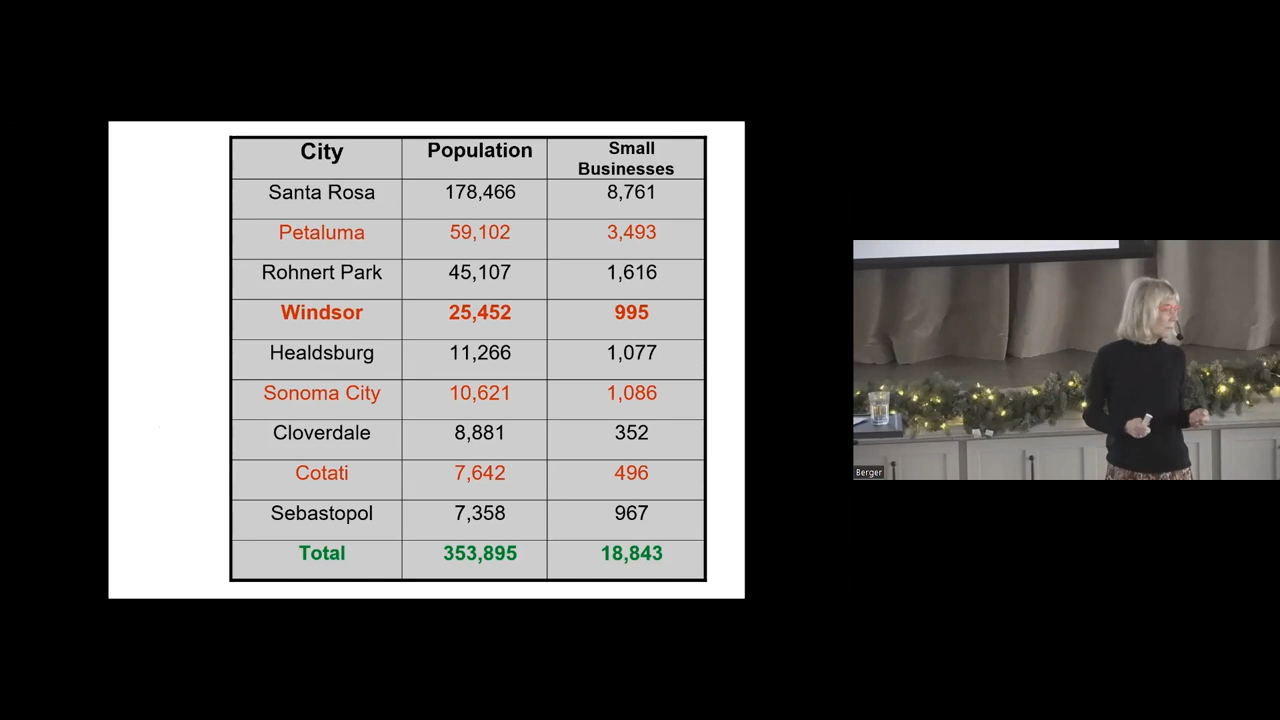 City Population Small Businesses
Santa Rosa 178,466 8,761
Petaluma 59,102 3,493
Rohnert Park 45,107 1,616
Windsor 25,452 995
Healdsburg 11,266 1,077
Sonoma City 10,621 1,086
Cloverdale 8,881 352
Cotati 7,642 496
Sebastopol 7,358 967
Total 353,895 18,843
Berger